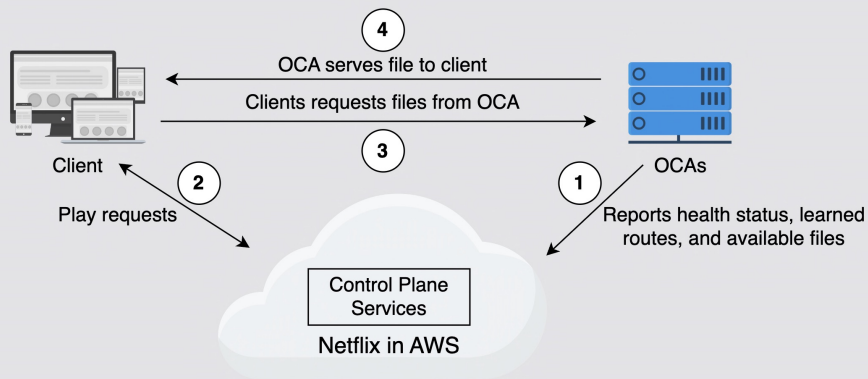 4
OCA serves file to client
Clients requests files from OCA
3
Client
OCAs
2
1
Play requests
Reports health status, learned
routes, and available files
Control Plane
Services
Netflix in AWS